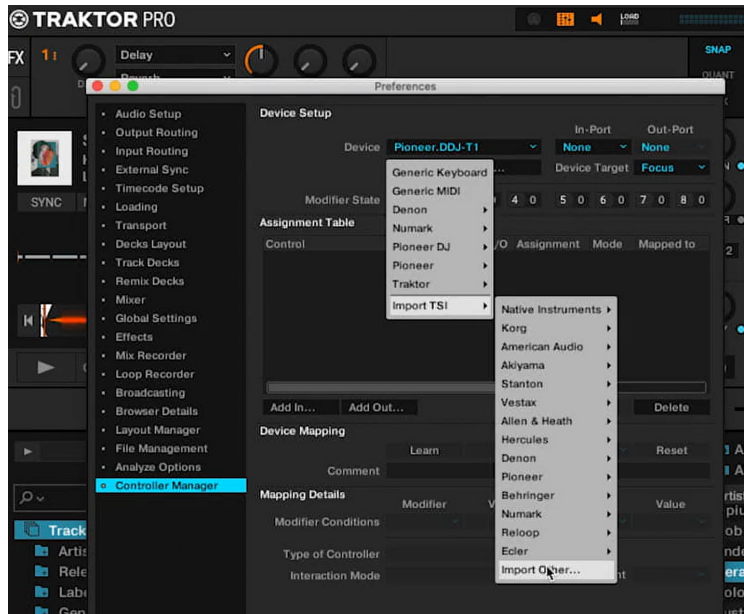 TRAKTOR PRO
LOAD
FX 1
Delay
SNAP
QUANT
Preferences
Audio Setup
Output Routing
Input Routing
External Sync
Timecode Setup
Loading
Transport
Decks Layout
Track Decks
Remix Decks
Mixer
Global Settings
Effects
Mix Recorder
Loop Recorder
Broadcasting
Browser Details
Layout Manager
File Management
Analyze Options
Controller Manager
Device Setup
In-Port Out-Port
Device Pioneer.DDJ-T1 None None
Device Target Focus
Modifier State 4 0 5 0 6 0 7 0 8 0
Generic Keyboard
Generic MIDI
Denon
Numark
Pioneer DJ
Pioneer
Traktor
Import TSI
Assignment Table
Control I/O Assignment Mode Mapped to
Native Instruments
Korg
American Audio
Akiyama
Stanton
Vestax
Allen & Heath
Hercules
Denon
Pioneer
Behringer
Numark
Reloop
Ecler
Import Other...
Add In... Add Out... Delete
Device Mapping
Learn Reset
Comment
Mapping Details
Modifier Value
Modifier Conditions
Type of Controller
Interaction Mode
SYNC
Track
Artis
Rele
Labe
Gen